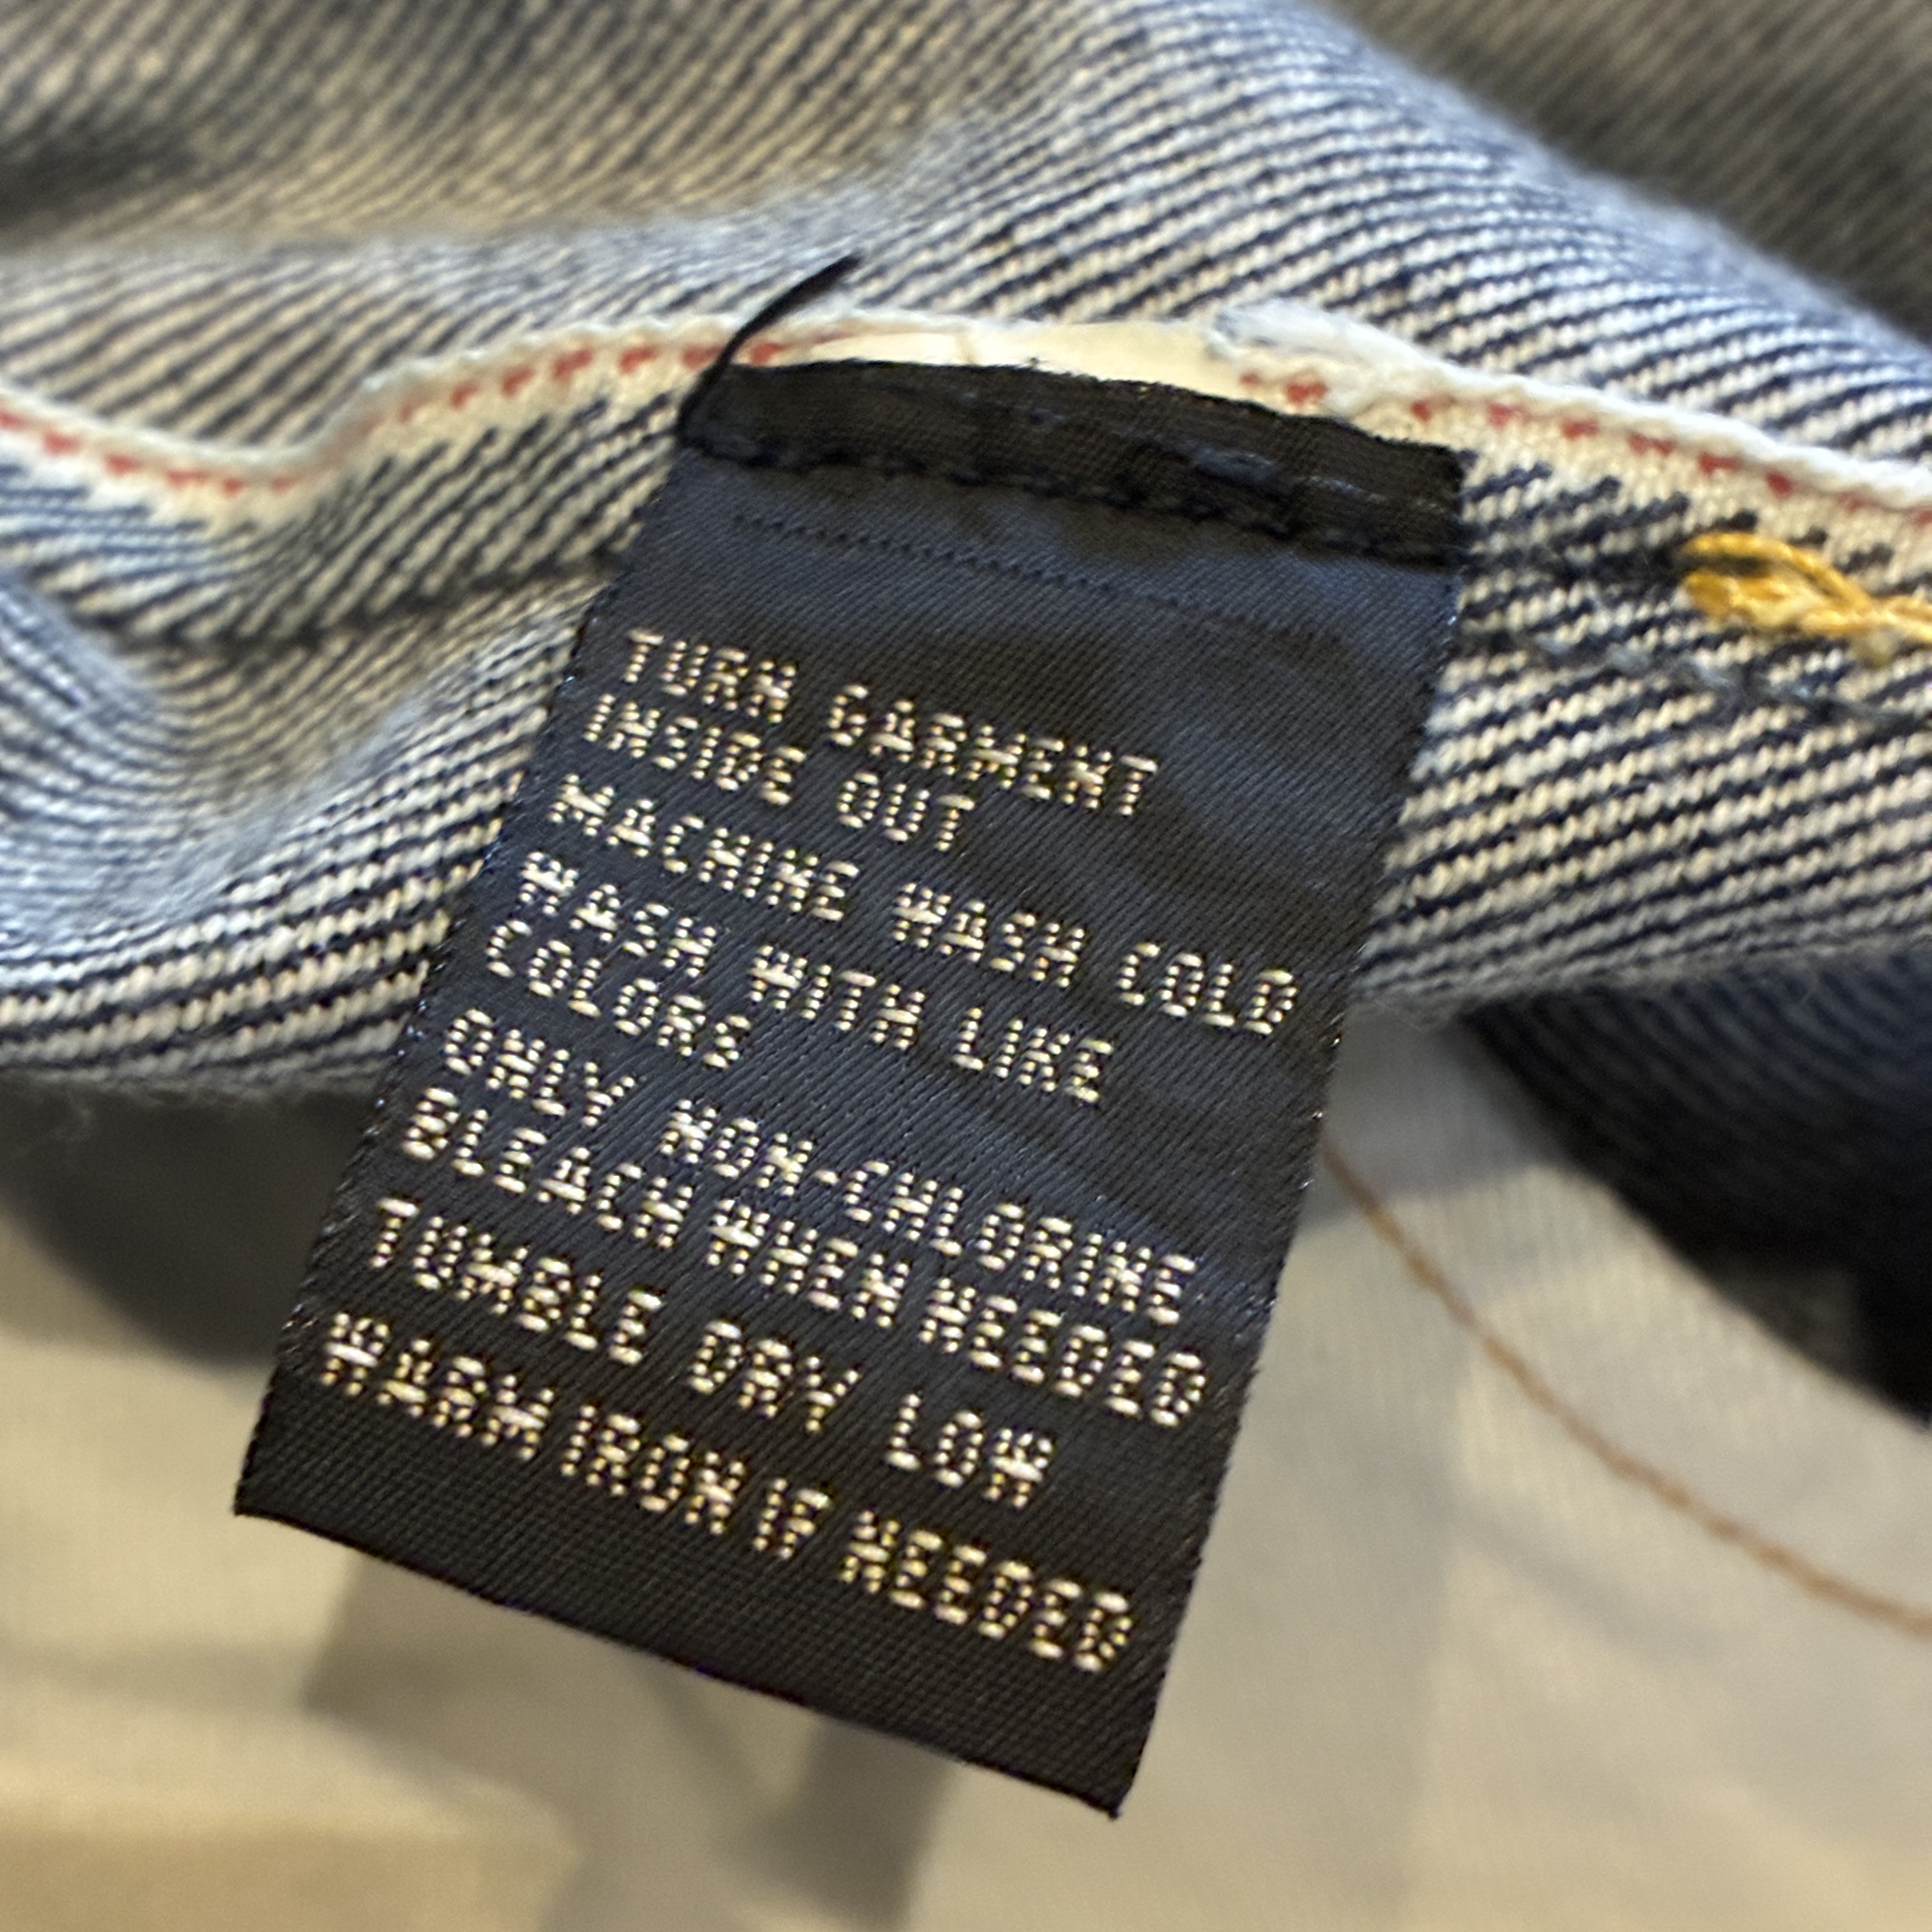 TURN GARMENT
INSIDE OUT
MACHINE WASH COLD
WASH WITH LIKE
COLORS
ONLY NON-CHLORINE
BLEACH WHEN NEEDED
TUMBLE DRY LOW
WARM IRON IF NEEDED